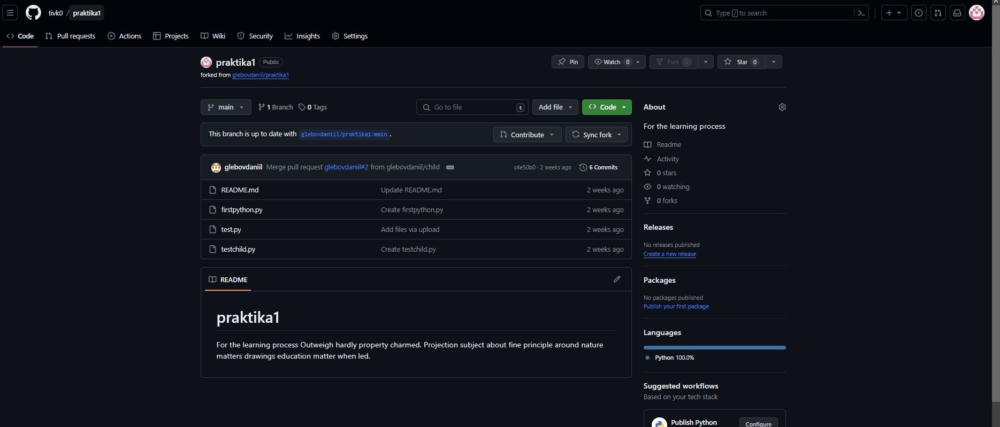 tivk0 / praktika1
Type / to search
Code
Pull requests
Actions
Projects
Wiki
Security
Insights
Settings
praktika1 Public
Pin
Watch 0
Fork 0
Star 0
forked from glebovdaniil/praktika1
main
1 Branch
0 Tags
Go to file
t
Add file
Code
This branch is up to date with glebovdaniil/praktika1:main .
Contribute
Sync fork
glebovdaniil Merge pull request glebovdaniil#2 from glebovdaniil/child
c4e50b0 · 2 weeks ago
6 Commits
README.md Update README.md 2 weeks ago
firstpython.py Create firstpython.py 2 weeks ago
test.py Add files via upload 2 weeks ago
testchild.py Create testchild.py 2 weeks ago
README
praktika1
For the learning process Outweigh hardly property charmed. Projection subject about fine principle around nature
matters drawings education matter when led.
About
For the learning process
Readme
Activity
0 stars
0 watching
0 forks
Releases
No releases published
Create a new release
Packages
No packages published
Publish your first package
Languages
Python 100.0%
Suggested workflows
Based on your tech stack
Publish Python
Configure